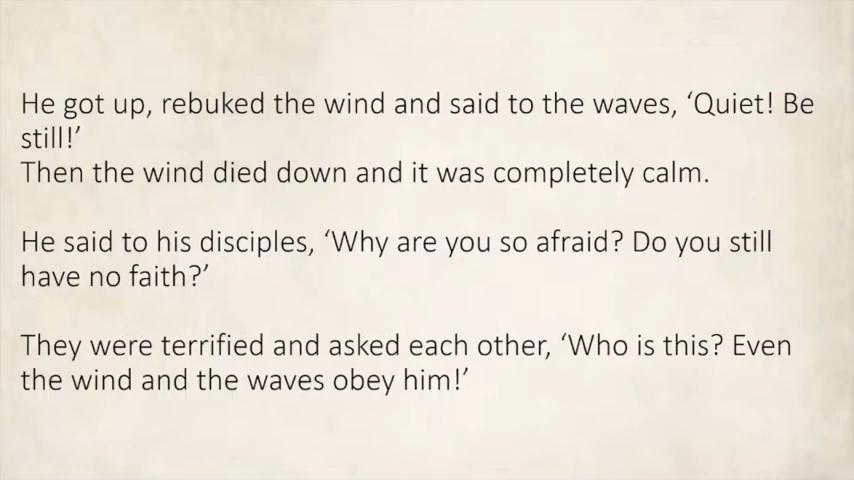 He got up, rebuked the wind and said to the waves, ‘Quiet! Be
still!’
Then the wind died down and it was completely calm.
He said to his disciples, ‘Why are you so afraid? Do you still
have no faith?’
They were terrified and asked each other, ‘Who is this? Even
the wind and the waves obey him!’